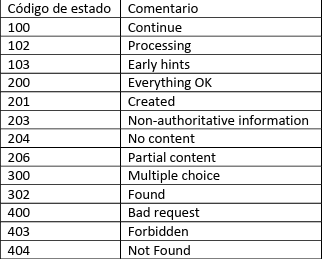 Código de estado Comentario
100 Continue
102 Processing
103 Early hints
200 Everything OK
201 Created
203 Non-authoritative information
204 No content
206 Partial content
300 Multiple choice
302 Found
400 Bad request
403 Forbidden
404 Not Found